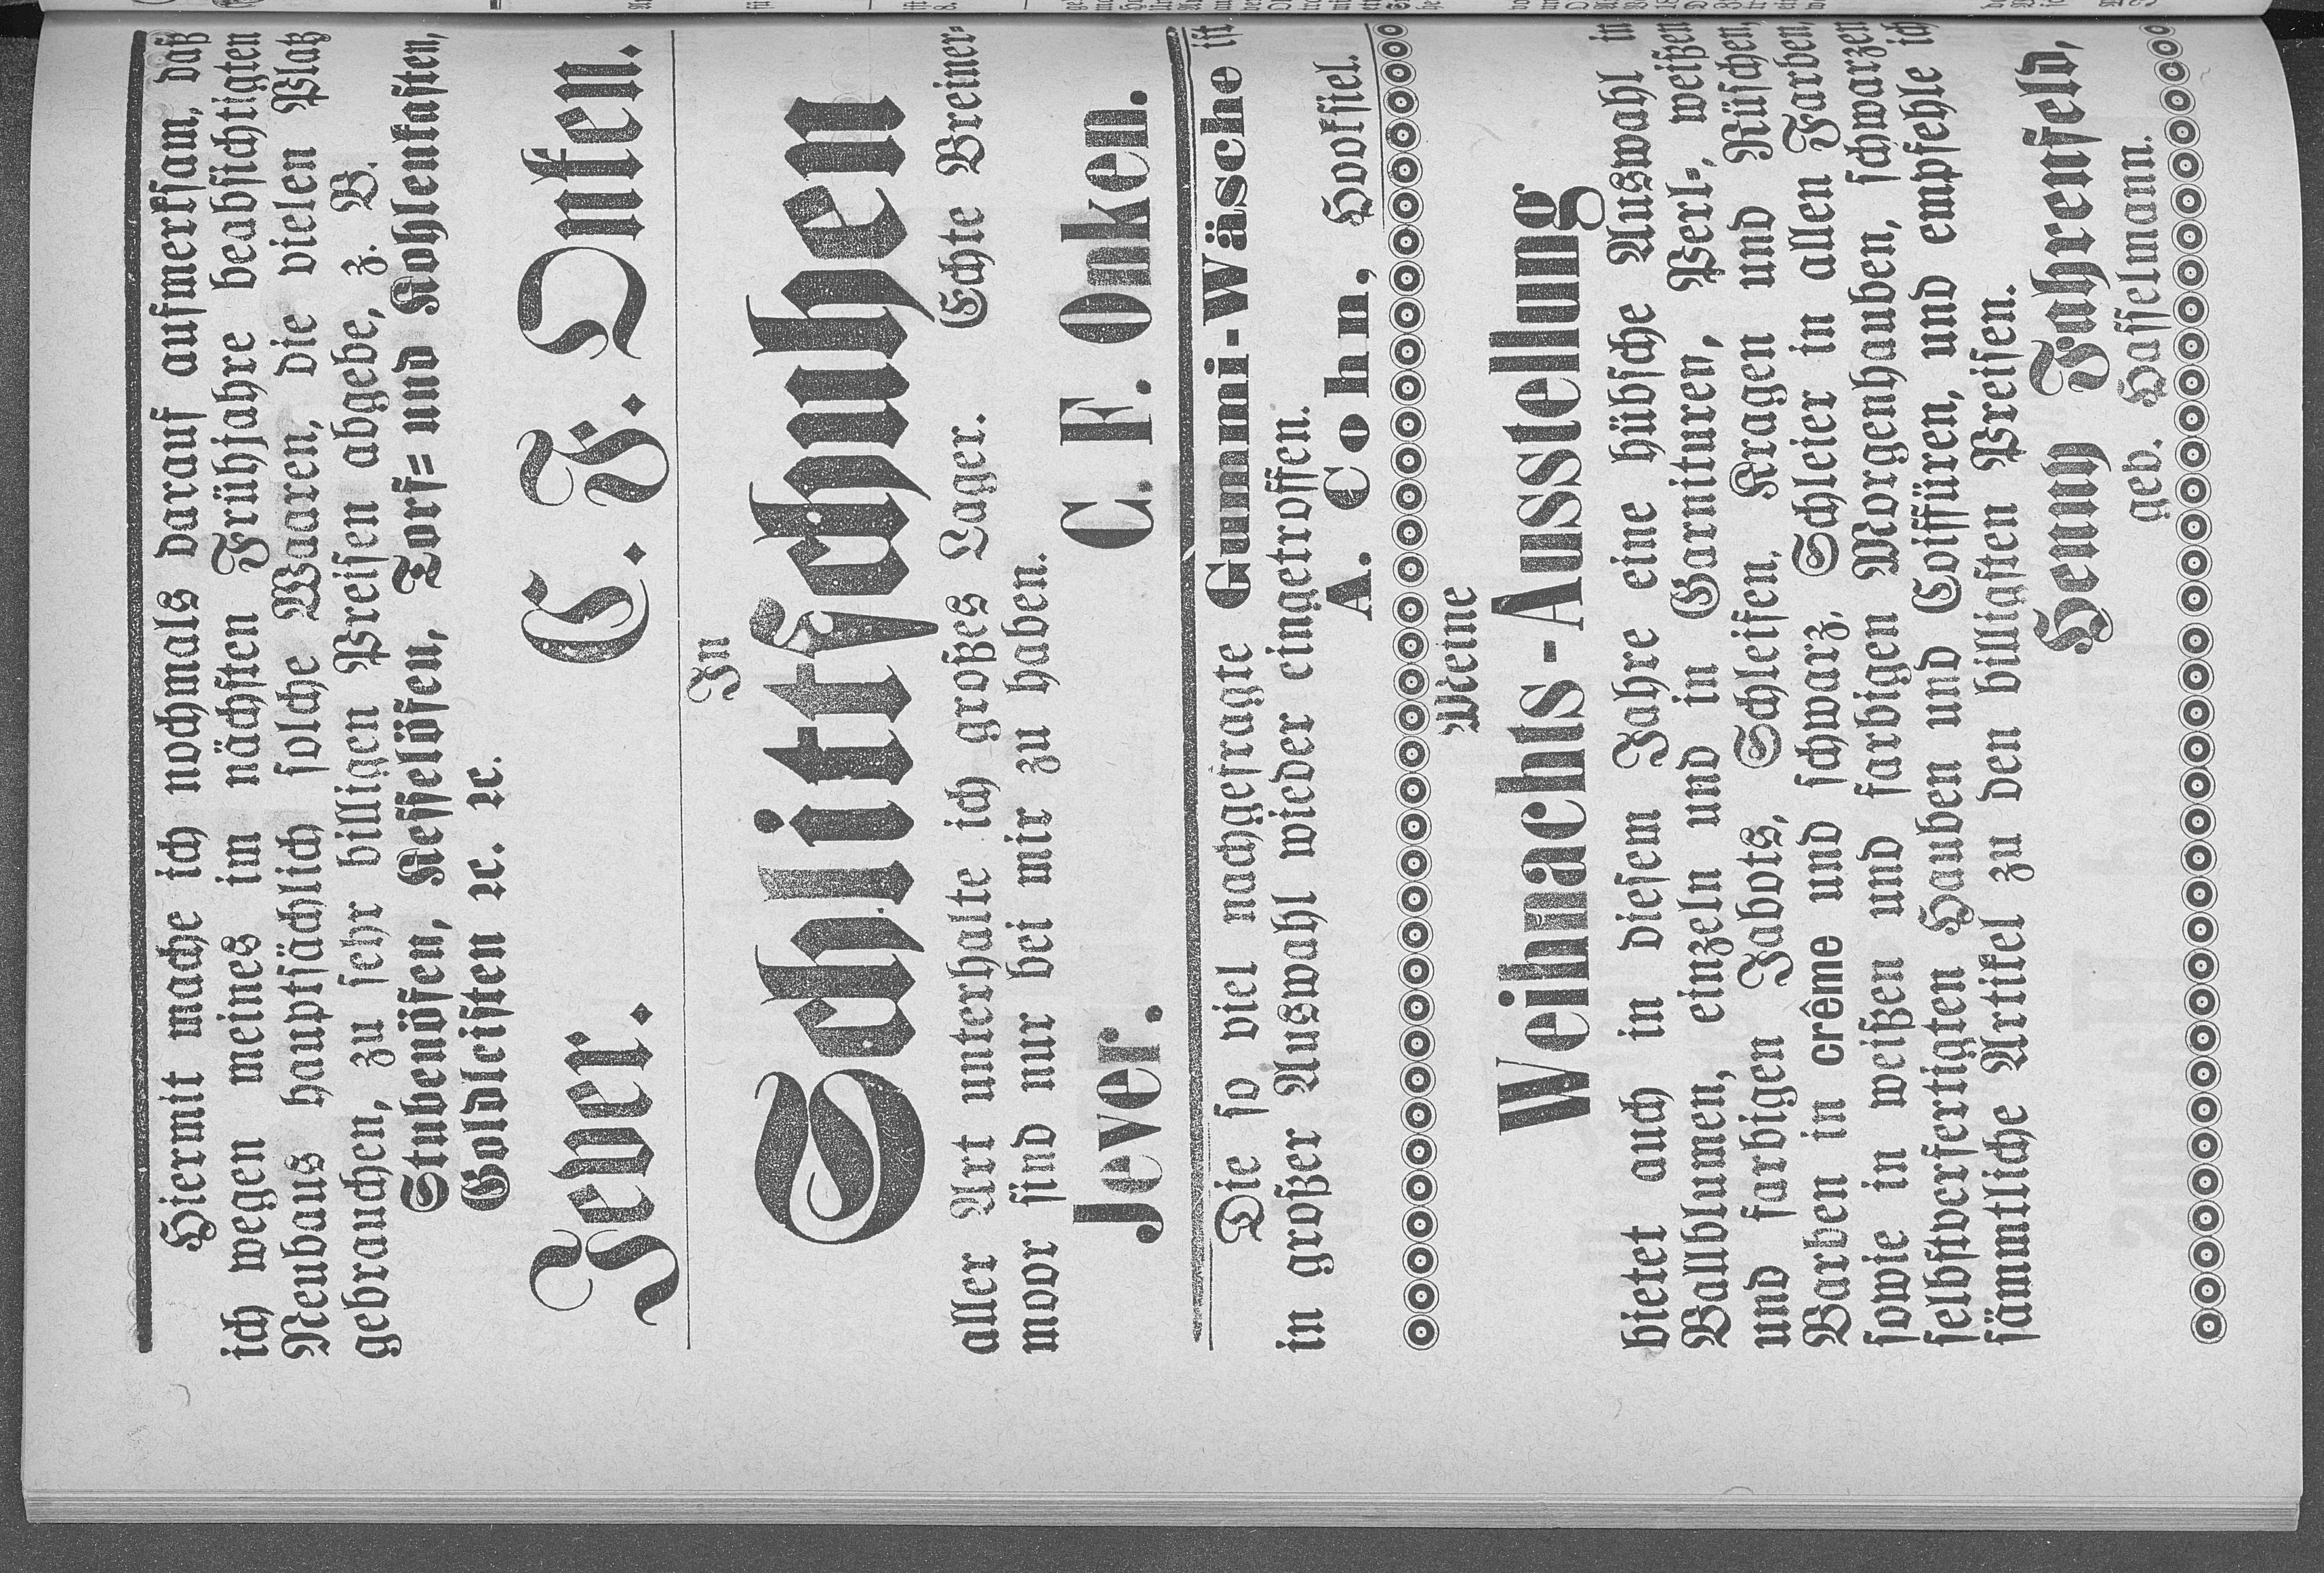 Hiermit mache ich nochmals darauf aufmerksam, daß
ich wegen meines im nächsten Frühjahre beabsichtigten
Neubaus hauptsächlich solche Waaren, die vielen Platz
gebrauchen, zu sehr billigen Preisen abgebe, z. B.
Stubenöfen, Kesselöfen, Torf= und Kohlenkasten,
Goldleisten ꝛc. ꝛc.
Jever. C. F. Onken.
In
Schlittschuhen
aller Art unterhalte ich großes Lager. Echte Breiner-
moor sind nur bei mir zu haben.
Jever. C. F. Onken.
Die so viel nachgefragte Gummi-Wäsche ist
in großer Auswahl wieder eingetroffen.
A. Cohn, Hooksiel.
Meine
Weihnachts-Ausstellung
bietet auch in diesem Jahre eine hübsche Auswahl in
Ballblumen, einzeln und in Garnituren, Perl-, weißen
und farbigen Jabots, Schleifen, Kragen und Rüschen,
Barben in crême und schwarz, Schleier in allen Farben,
sowie in weißen und farbigen Morgenhauben, schwarzen
selbstverfertigten Hauben und Coiffüren, und empfehle ich
sämmtliche Artikel zu den billigsten Preisen.
Henny Fahrenfeld,
geb. Hasselmann.